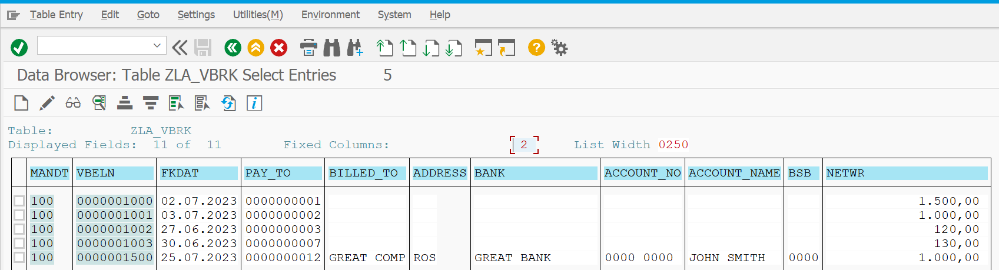 Table Entry Edit Goto Settings Utilities(M) Environment System Help
Data Browser: Table ZLA_VBRK Select Entries 5
Table: ZLA_VBRK
Displayed Fields: 11 of 11 Fixed Columns: 2 List Width 0250
MANDT VBELN FKDAT PAY_TO BILLED_TO ADDRESS BANK ACCOUNT_NO ACCOUNT_NAME BSB NETWR
100 0000001000 02.07.2023 0000000001 1.500,00
100 0000001001 03.07.2023 0000000002 1.000,00
100 0000001002 27.06.2023 0000000003 120,00
100 0000001003 30.06.2023 0000000007 130,00
100 0000001500 25.07.2023 0000000012 GREAT COMP ROS GREAT BANK 0000 0000 JOHN SMITH 0000 1.000,00